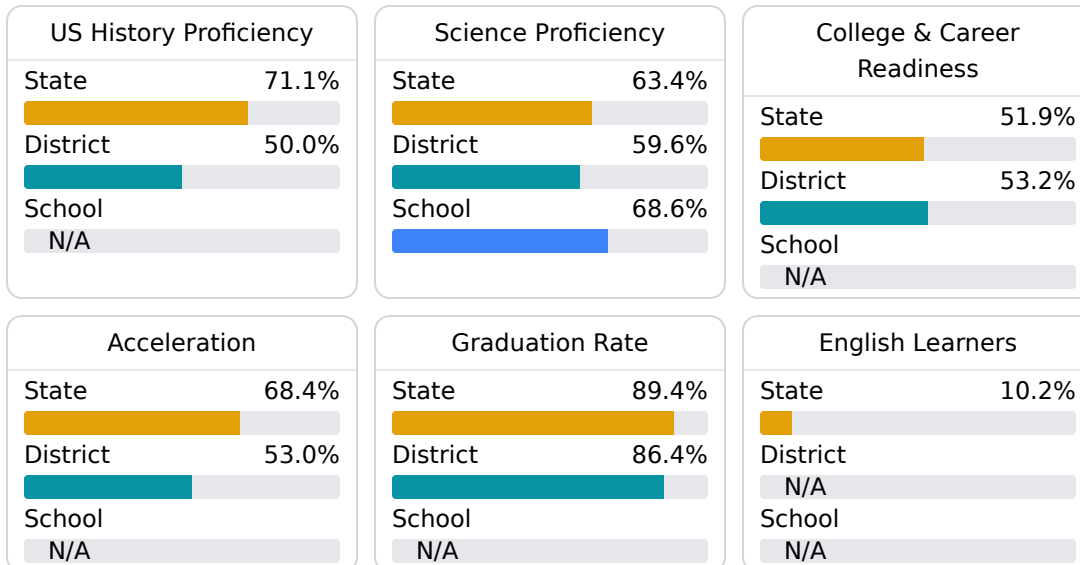 US History Proficiency
State 71.1%
District 50.0%
School
N/A
Science Proficiency
State 63.4%
District 59.6%
School 68.6%
College & Career
Readiness
State 51.9%
District 53.2%
School
N/A
Acceleration
State 68.4%
District 53.0%
School
N/A
Graduation Rate
State 89.4%
District 86.4%
School
N/A
English Learners
State 10.2%
District
N/A
School
N/A